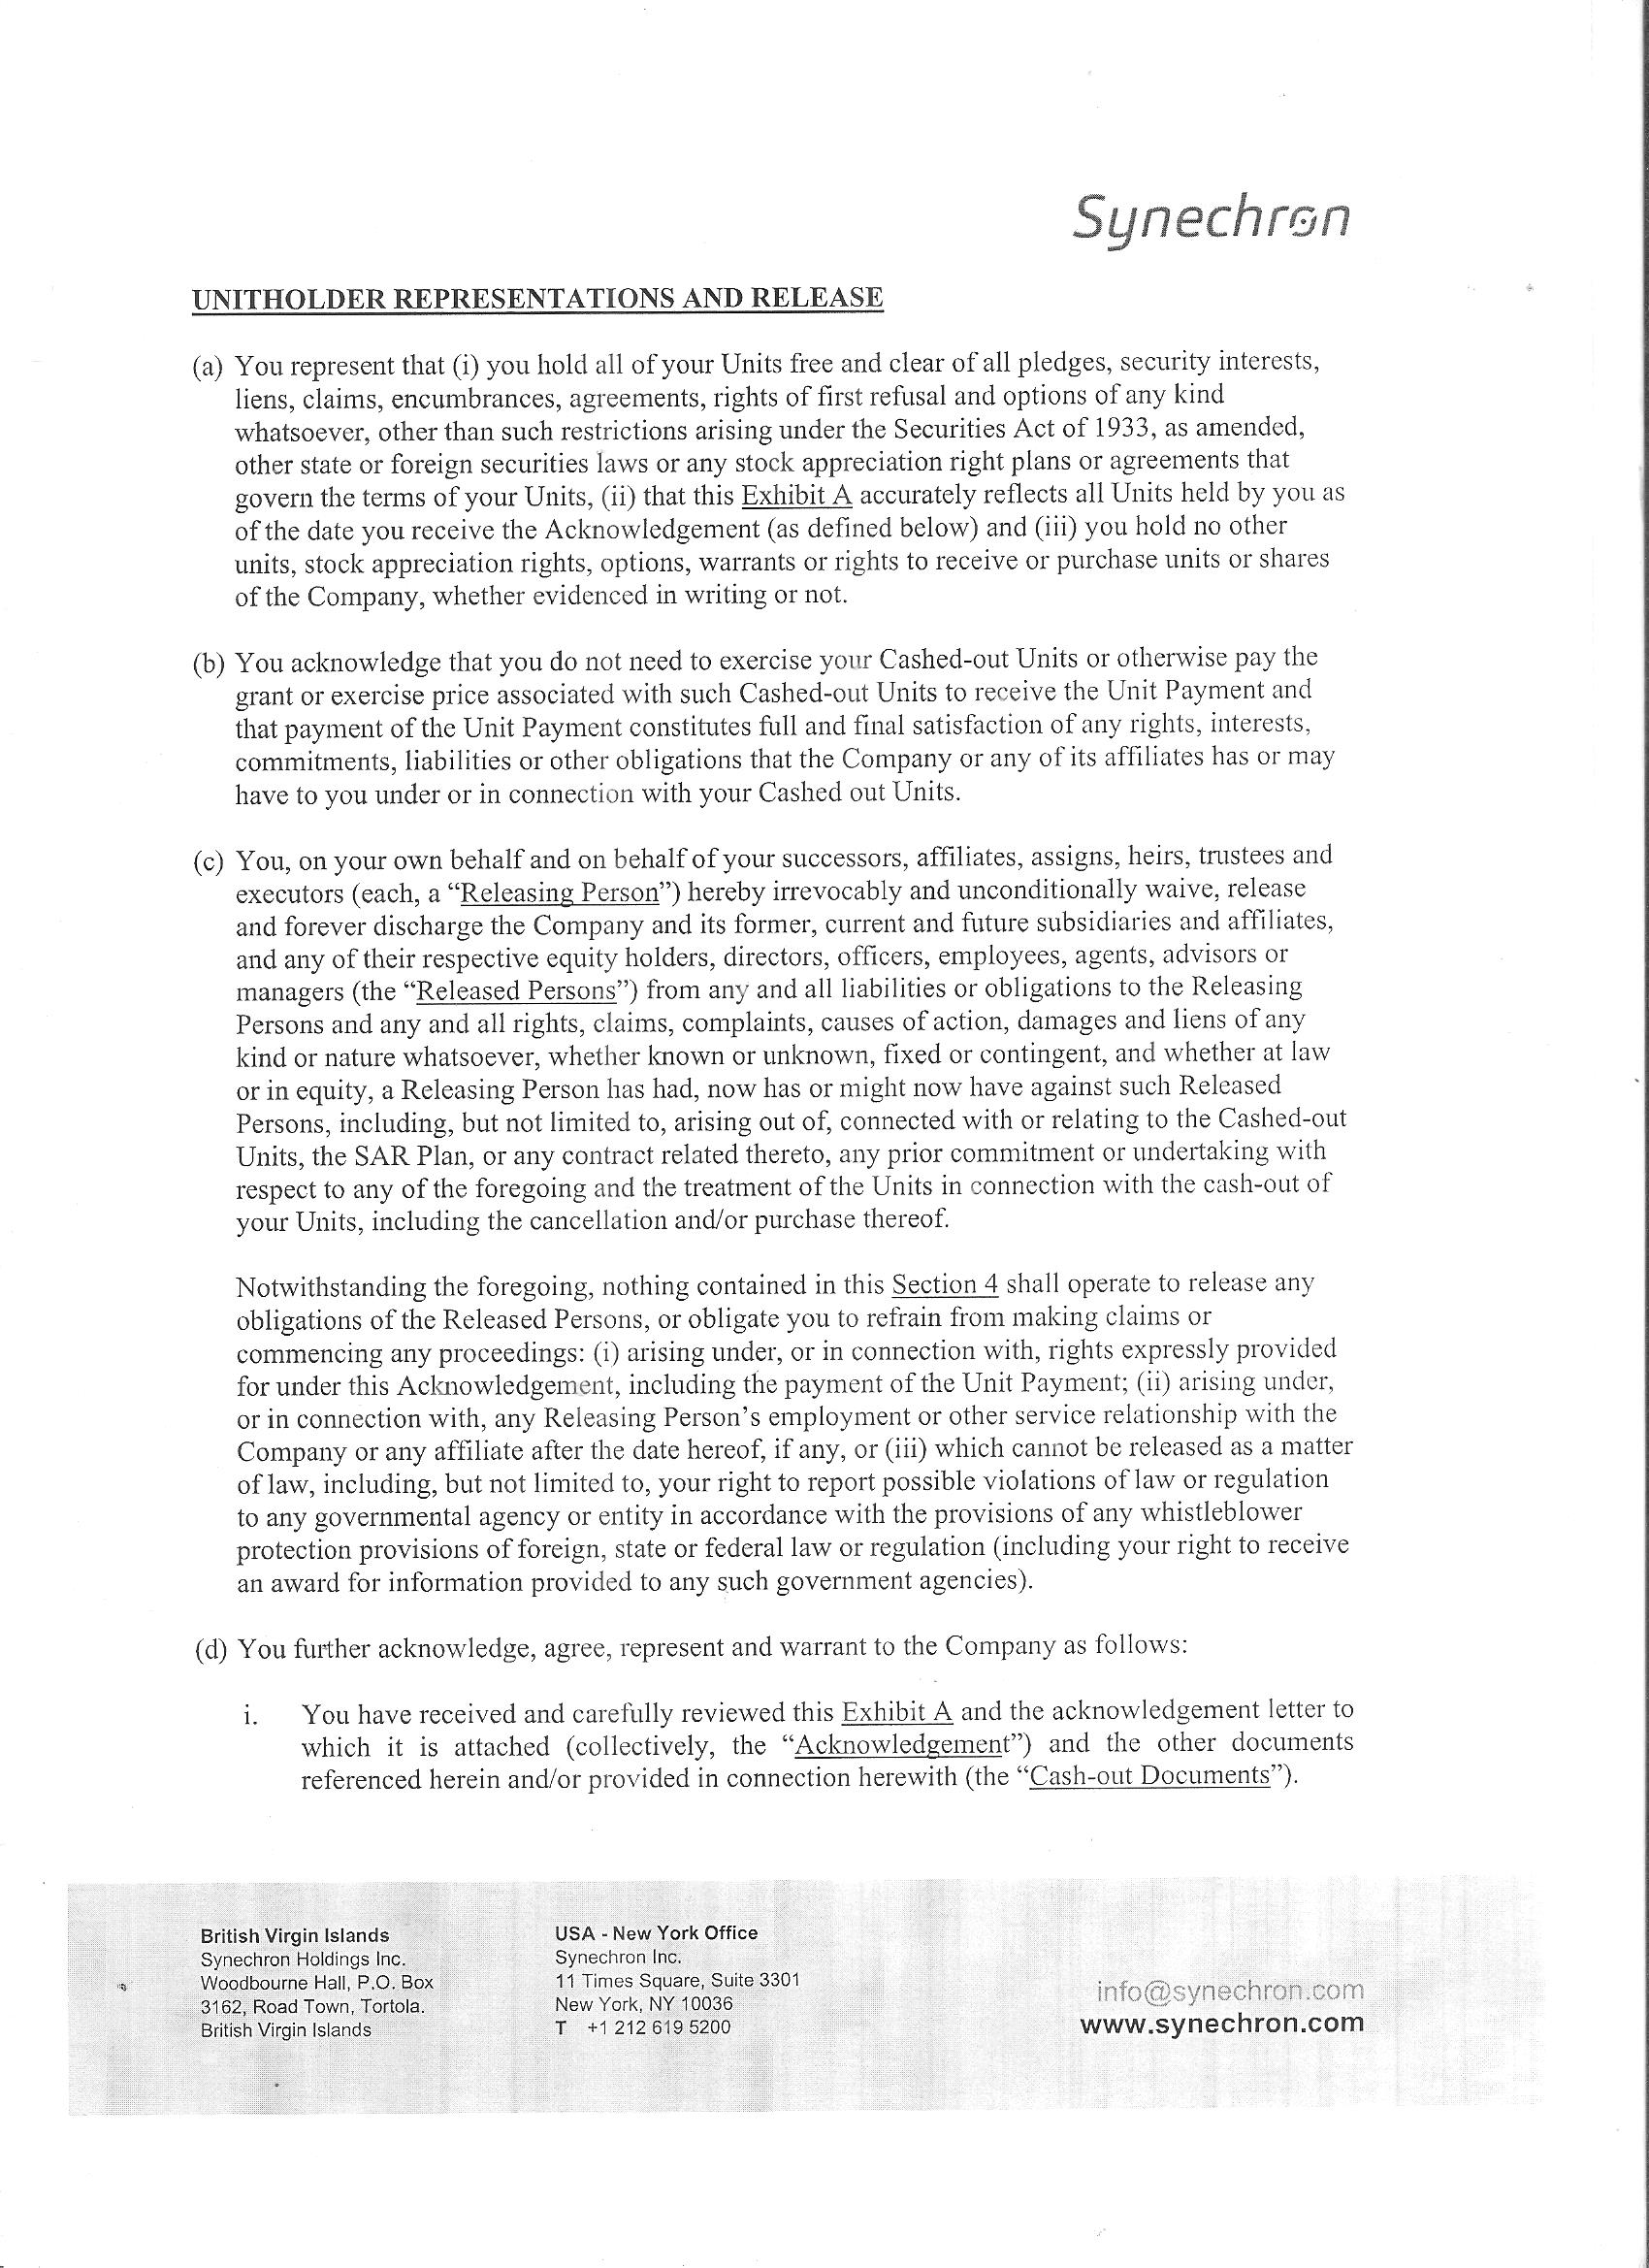 Synechron
UNITHOLDER REPRESENTATIONS AND RELEASE
(a) You represent that (i) you hold all of your Units free and clear of all pledges, security interests,
liens, claims, encumbrances, agreements, rights of first refusal and options of any kind
whatsoever, other than such restrictions arising under the Securities Act of 1933, as amended,
other state or foreign securities laws or any stock appreciation right plans or agreements that
govern the terms of your Units, (ii) that this Exhibit A accurately reflects all Units held by you as
of the date you receive the Acknowledgement (as defined below) and (iii) you hold no other
units, stock appreciation rights, options, warrants or rights to receive or purchase units or shares
of the Company, whether evidenced in writing or not.
(b) You acknowledge that you do not need to exercise your Cashed-out Units or otherwise pay the
grant or exercise price associated with such Cashed-out Units to receive the Unit Payment and
that payment of the Unit Payment constitutes full and final satisfaction of any rights, interests,
commitments, liabilities or other obligations that the Company or any of its affiliates has or may
have to you under or in connection with your Cashed out Units.
(c) You, on your own behalf and on behalf of your successors, affiliates, assigns, heirs, trustees and
executors (each, a “Releasing Person”) hereby irrevocably and unconditionally waive, release
and forever discharge the Company and its former, current and future subsidiaries and affiliates,
and any of their respective equity holders, directors, officers, employees, agents, advisors or
managers (the “Released Persons”) from any and all liabilities or obligations to the Releasing
Persons and any and all rights, claims, complaints, causes of action, damages and liens of any
kind or nature whatsoever, whether known or unknown, fixed or contingent, and whether at law
or in equity, a Releasing Person has had, now has or might now have against such Released
Persons, including, but not limited to, arising out of, connected with or relating to the Cashed-out
Units, the SAR Plan, or any contract related thereto, any prior commitment or undertaking with
respect to any of the foregoing and the treatment of the Units in connection with the cash-out of
your Units, including the cancellation and/or purchase thereof.
Notwithstanding the foregoing, nothing contained in this Section 4 shall operate to release any
obligations of the Released Persons, or obligate you to refrain from making claims or
commencing any proceedings: (i) arising under, or in connection with, rights expressly provided
for under this Acknowledgement, including the payment of the Unit Payment; (ii) arising under,
or in connection with, any Releasing Person’s employment or other service relationship with the
Company or any affiliate after the date hereof, if any, or (iii) which cannot be released as a matter
of law, including, but not limited to, your right to report possible violations of law or regulation
to any governmental agency or entity in accordance with the provisions of any whistleblower
protection provisions of foreign, state or federal law or regulation (including your right to receive
an award for information provided to any such government agencies).
(d) You further acknowledge, agree, represent and warrant to the Company as follows:
i. You have received and carefully reviewed this Exhibit A and the acknowledgement letter to
which it is attached (collectively, the “Acknowledgement”) and the other documents
referenced herein and/or provided in connection herewith (the “Cash-out Documents”).
British Virgin Islands
Synechron Holdings Inc.
Woodbourne Hall, P.O. Box
3162, Road Town, Tortola.
British Virgin Islands
USA - New York Office
Synechron Inc.
11 Times Square, Suite 3301
New York, NY 10036
T +1 212 619 5200
info@synechron.com
www.synechron.com